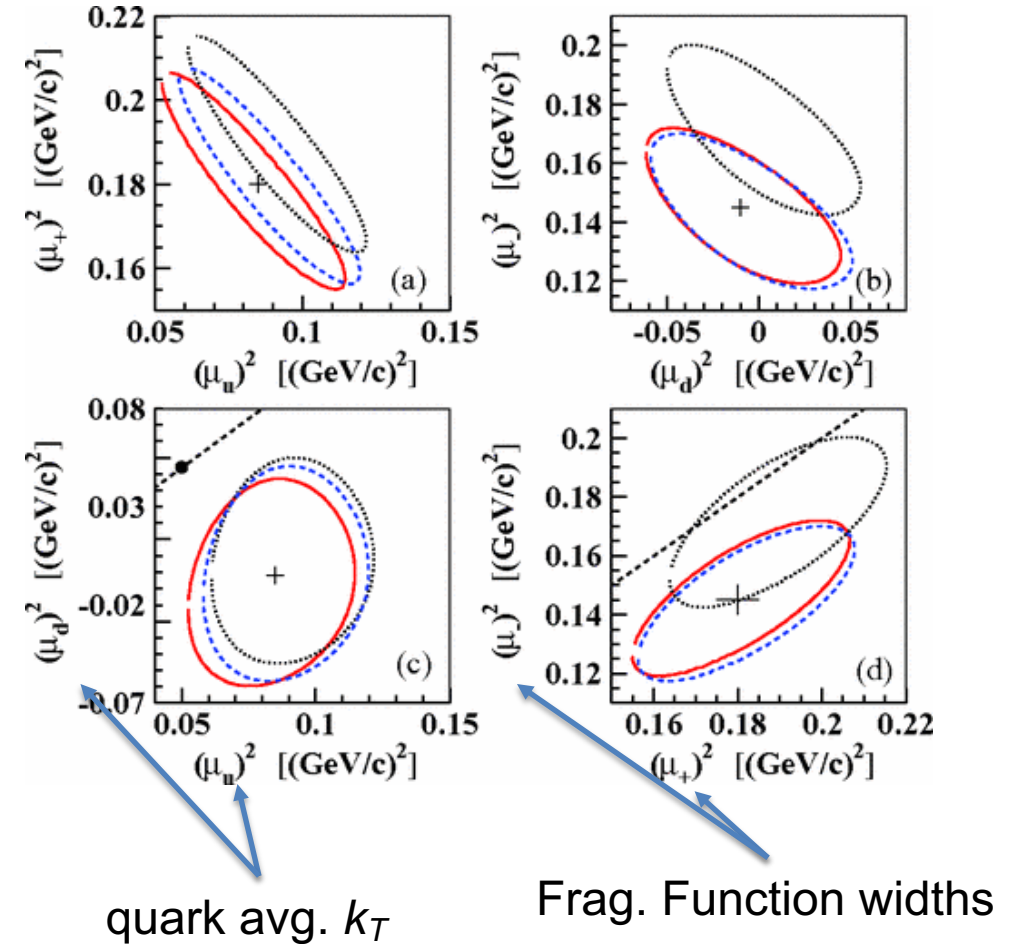 0.22
0.2
0.18
0.16
(μ₊)² [(GeV/c)²]
(a)
0.05 0.1 0.15
(μᵤ)² [(GeV/c)²]
0.2
0.18
0.16
0.14
0.12
(μ₋)² [(GeV/c)²]
(b)
-0.05 0 0.05
(μ_d)² [(GeV/c)²]
0.08
0.03
-0.02
-0.07
(μ_d)² [(GeV/c)²]
(c)
0.05 0.1 0.15
(μᵤ)² [(GeV/c)²]
0.2
0.18
0.16
0.14
0.12
(μ₋)² [(GeV/c)²]
(d)
0.16 0.18 0.2 0.22
(μ₊)² [(GeV/c)²]
quark avg. k_T
Frag. Function widths